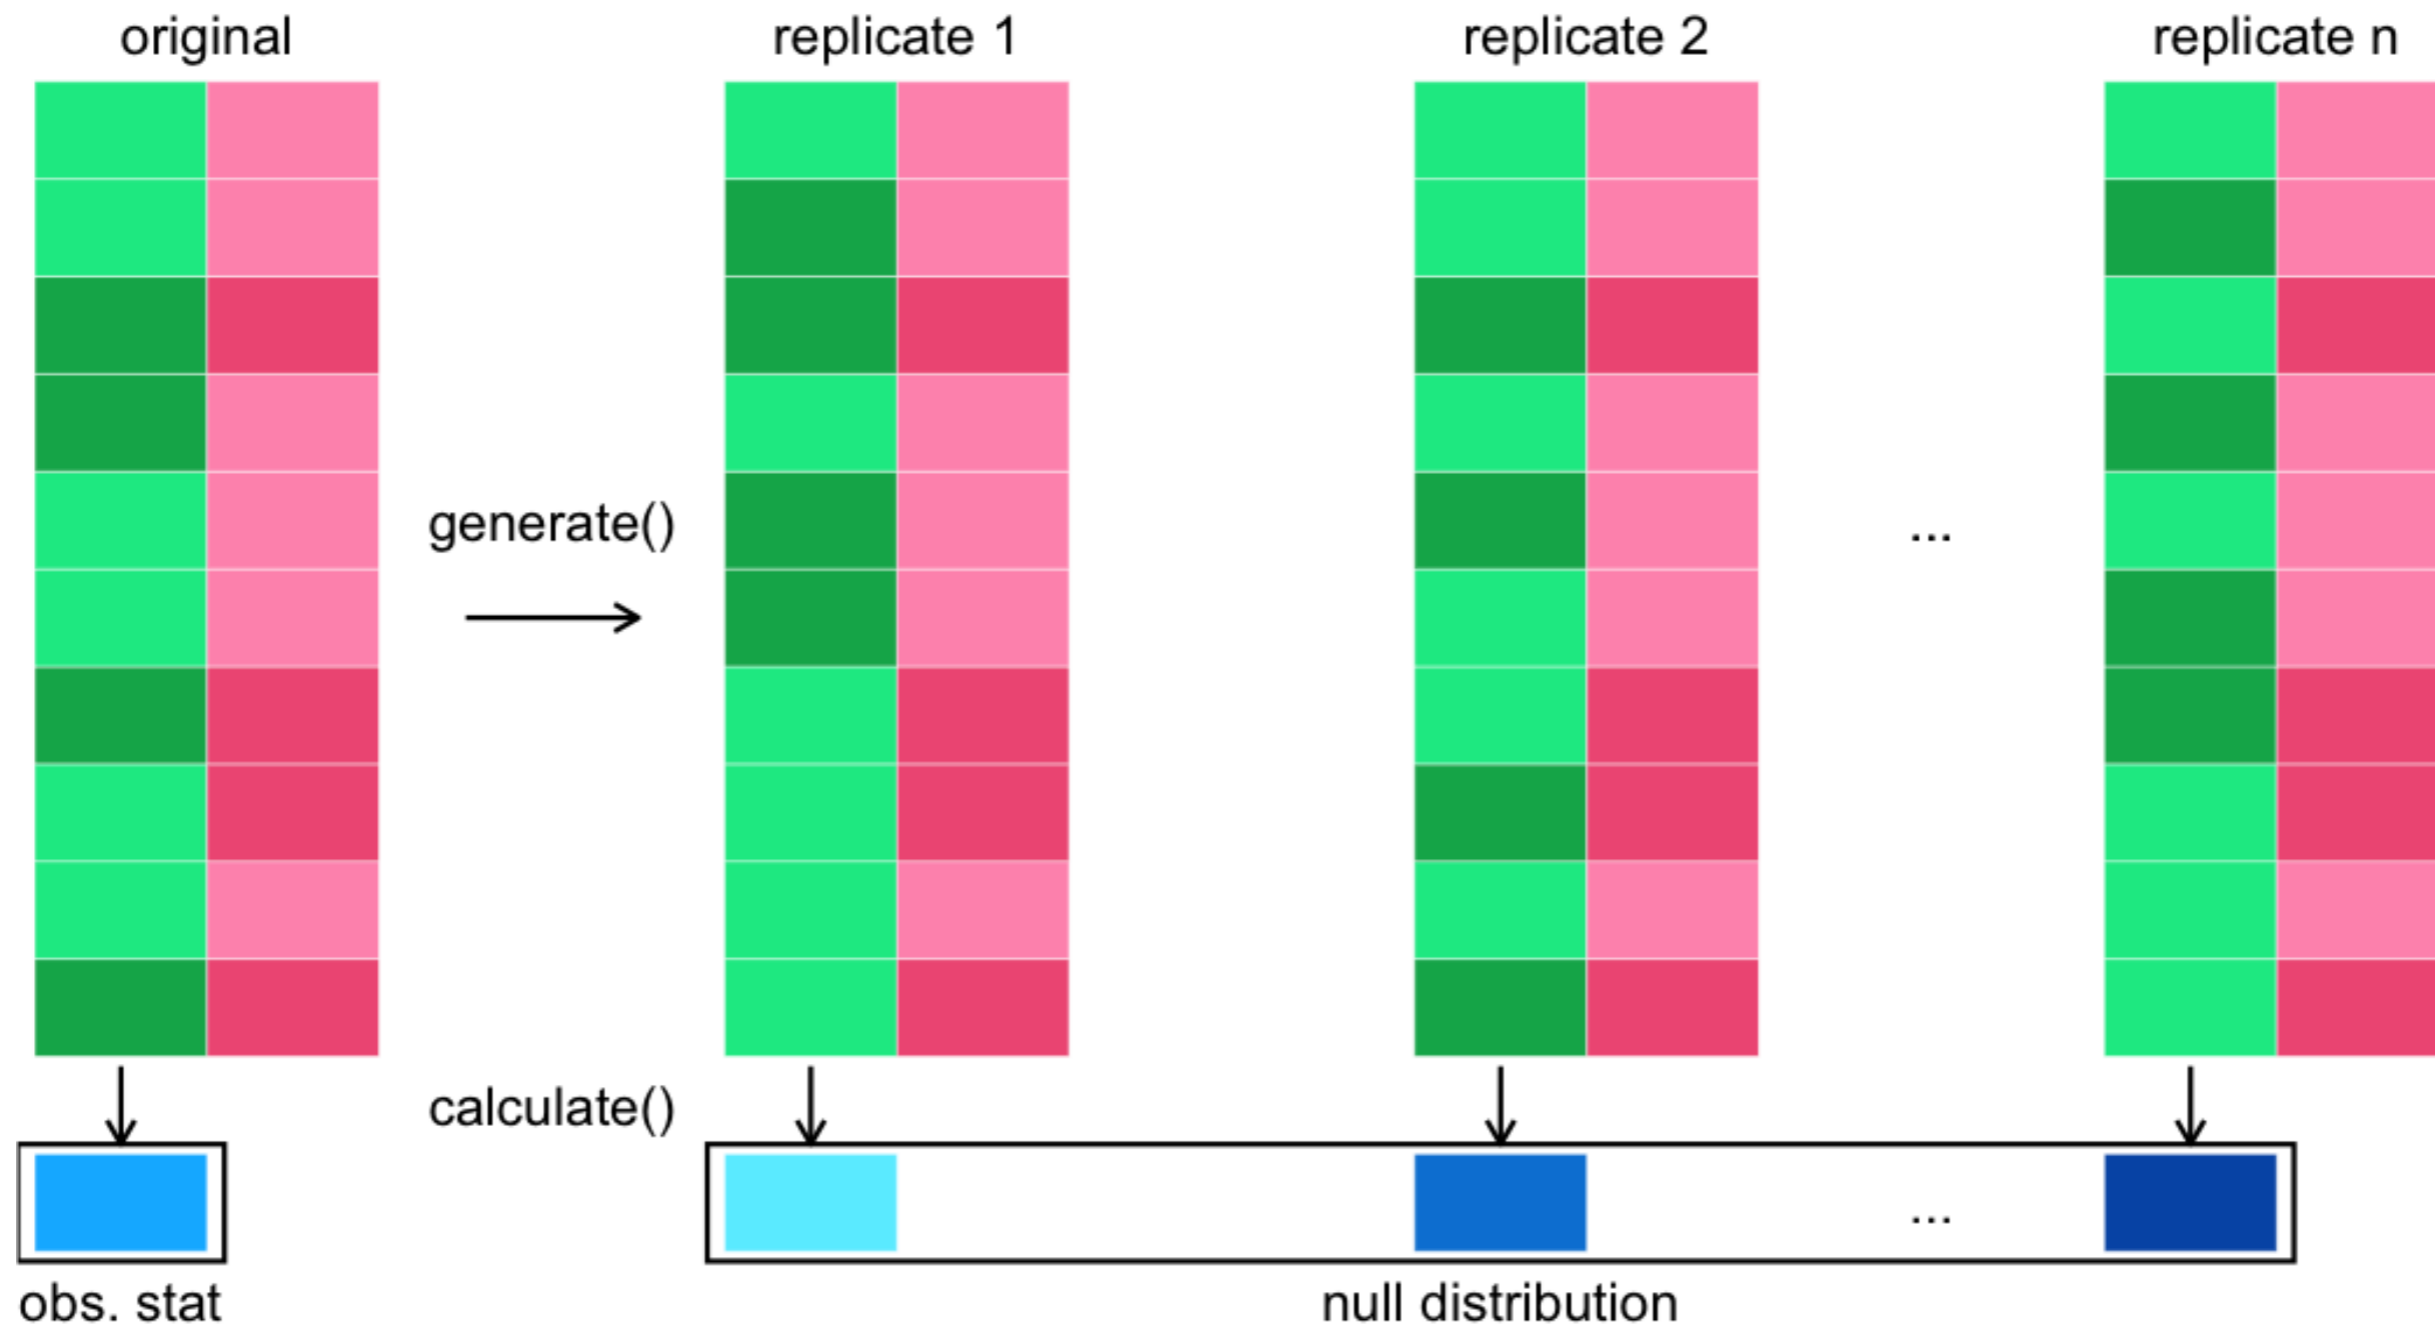 original
replicate 1
replicate 2
replicate n
generate()
...
calculate()
...
obs. stat
null distribution